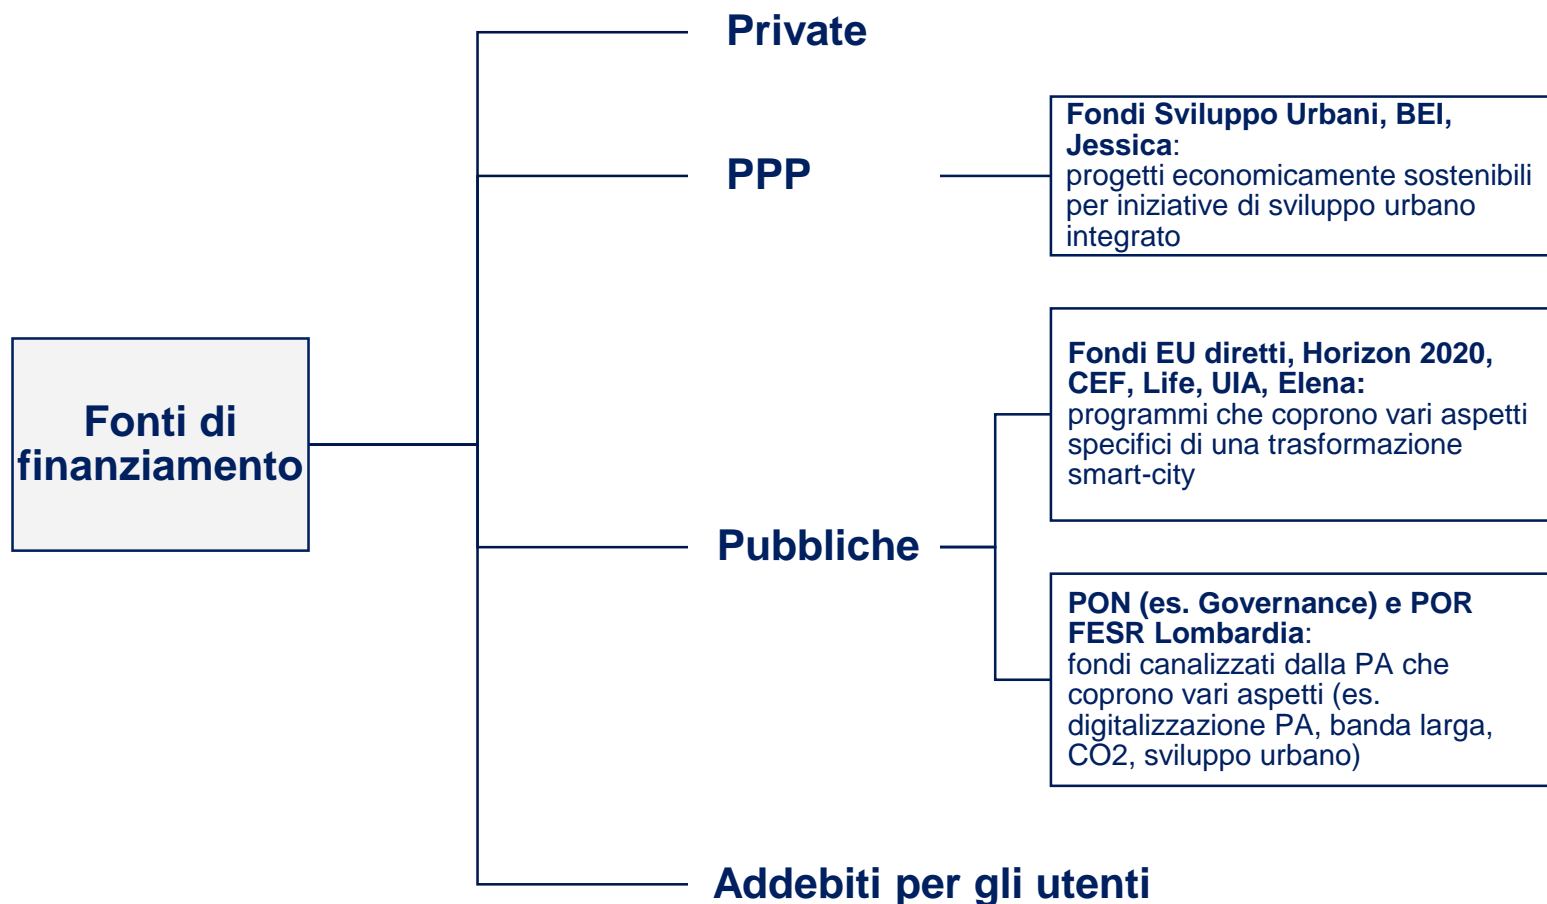 Private
PPP
Fondi Sviluppo Urbani, BEI,
Jessica:
progetti economicamente sostenibili
per iniziative di sviluppo urbano
integrato
Fonti di
finanziamento
Fondi EU diretti, Horizon 2020,
CEF, Life, UIA, Elena:
programmi che coprono vari aspetti
specifici di una trasformazione
smart-city
Pubbliche
PON (es. Governance) e POR
FESR Lombardia:
fondi canalizzati dalla PA che
coprono vari aspetti (es.
digitalizzazione PA, banda larga,
CO2, sviluppo urbano)
Addebiti per gli utenti